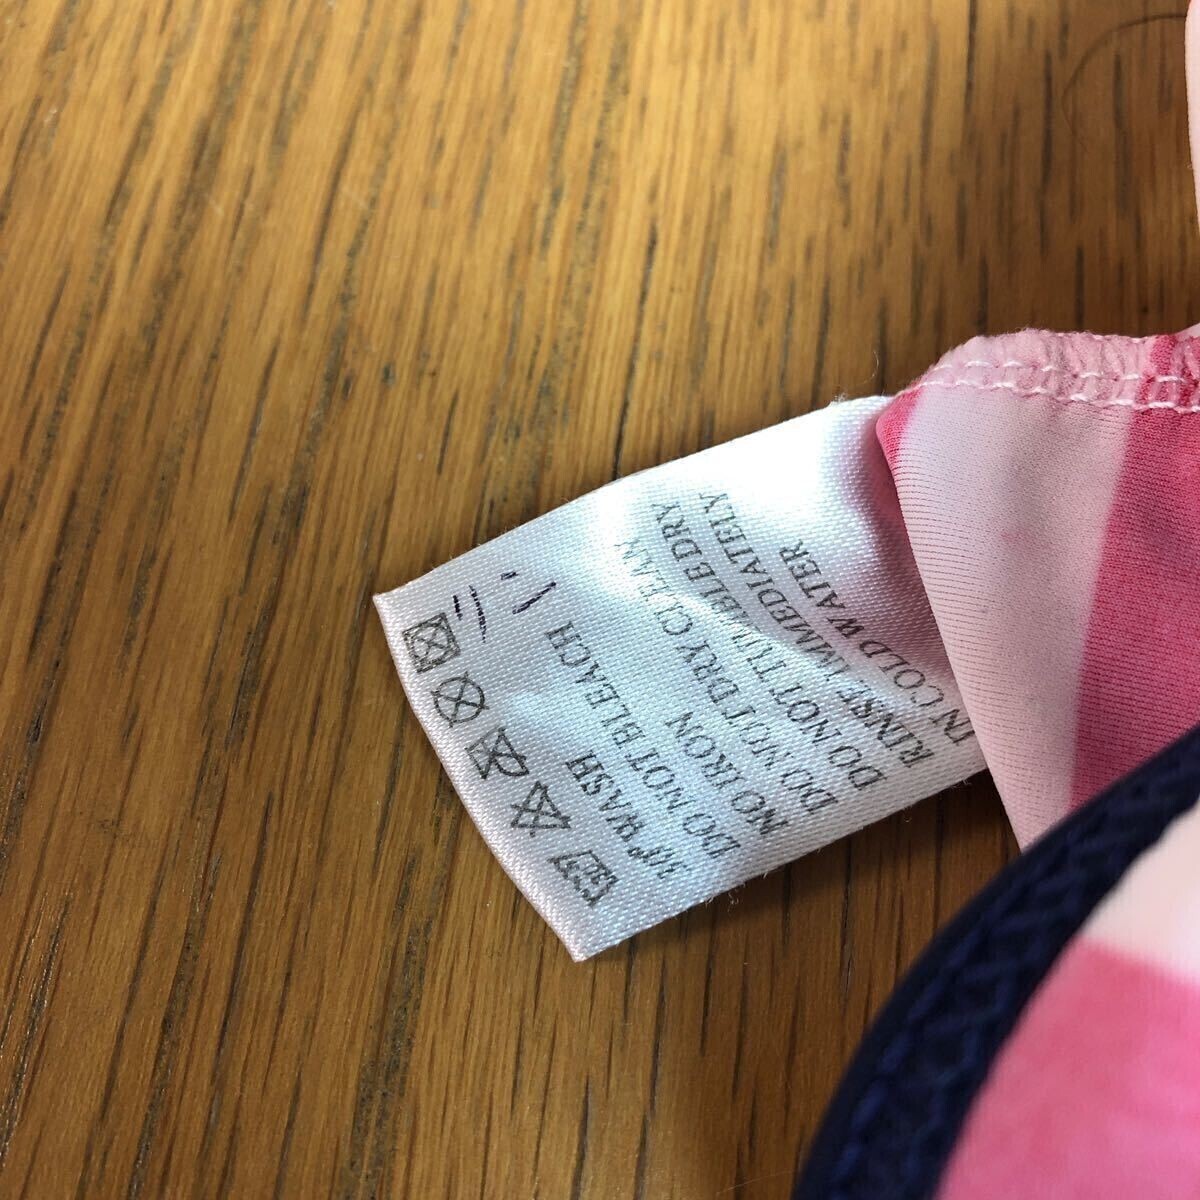 30° WASH
DO NOT BLEACH
NO IRON
DO NOT DRY CLEAN
DO NOT TUMBLE DRY
RINSE IMMEDIATELY
IN COLD WATER